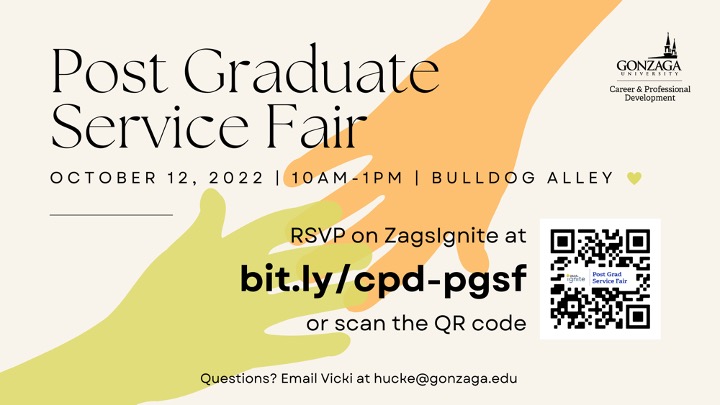 Post Graduate
Service Fair
OCTOBER 12, 2022 | 10AM-1PM | BULLDOG ALLEY
GONZAGA
UNIVERSITY
Career & Professional
Development
RSVP on ZagsIgnite at
bit.ly/cpd-pgsf
or scan the QR code
ignite
Post Grad
Service Fair
Questions? Email Vicki at hucke@gonzaga.edu